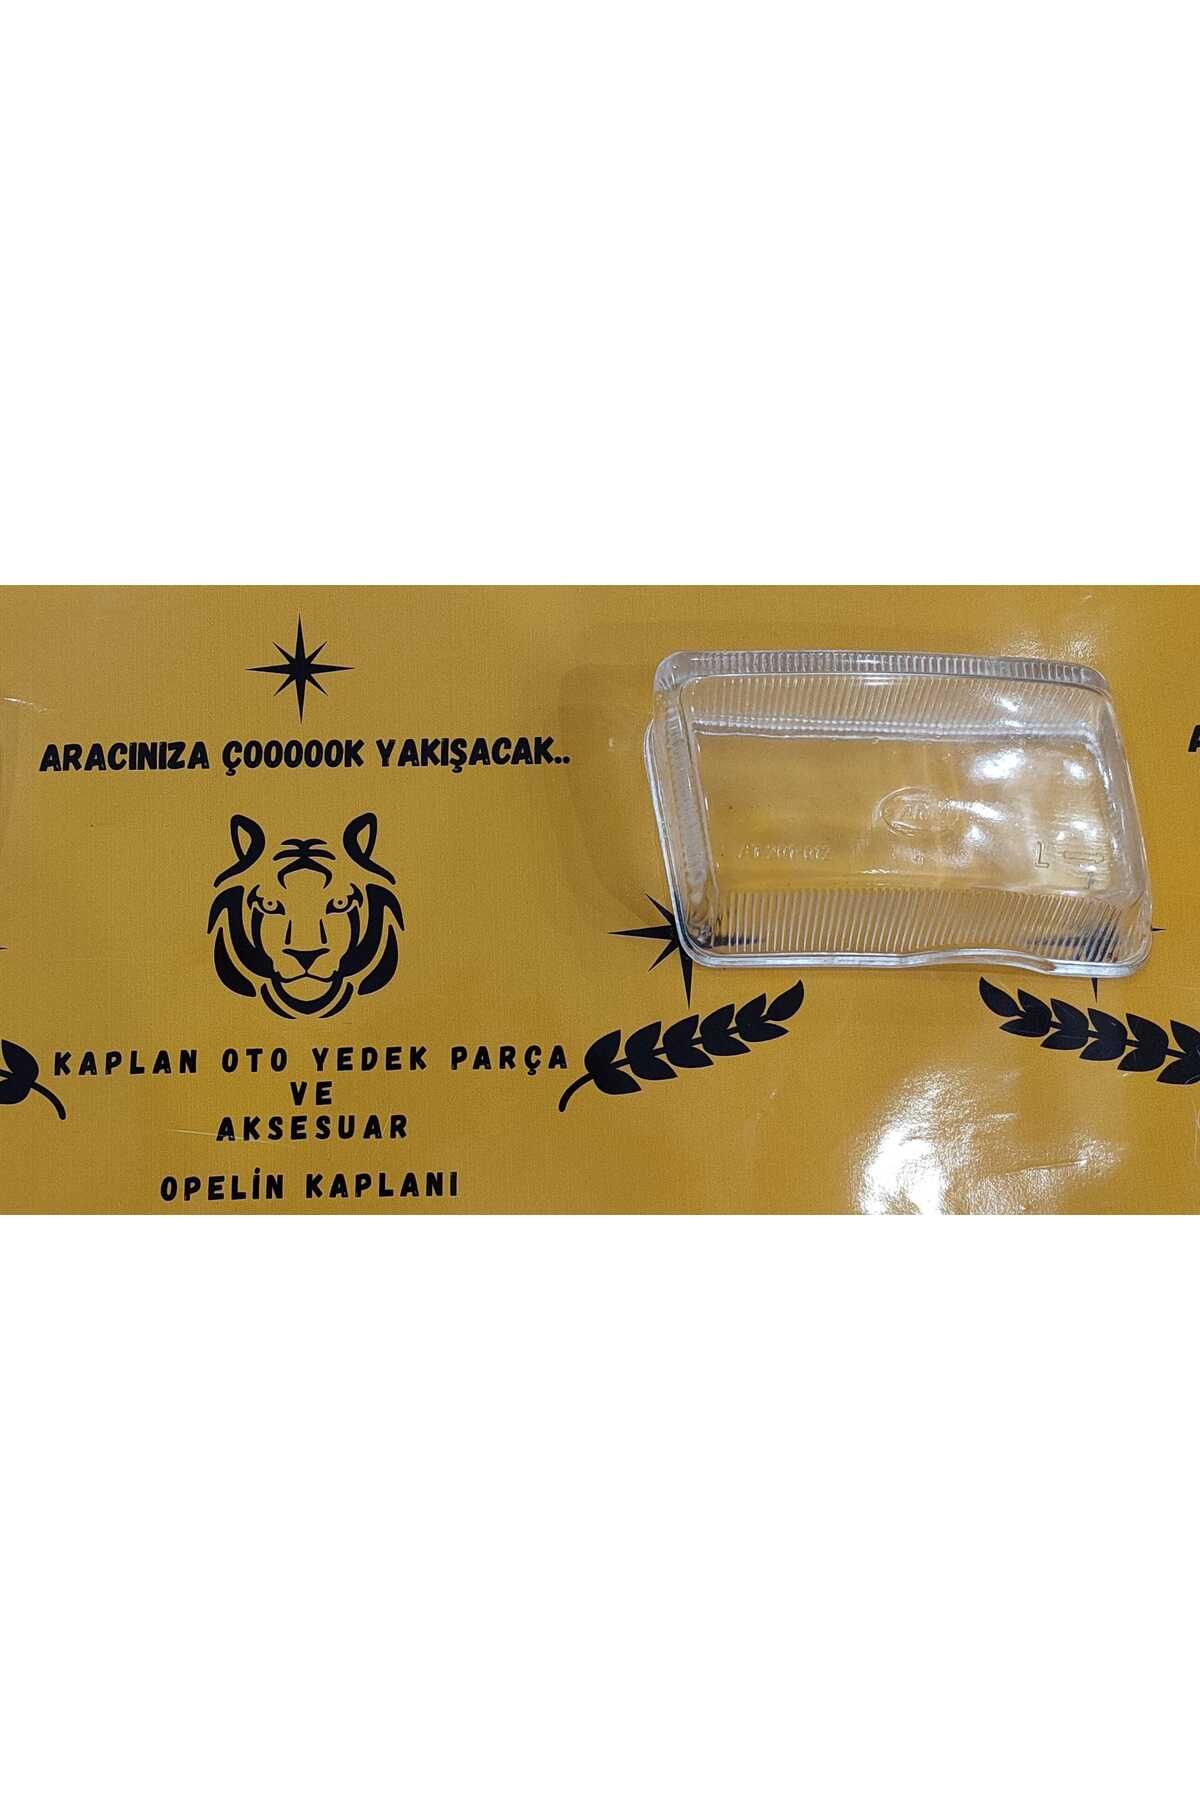 ARACINIZA ÇOOOOOK YAKIŞACAK..
KAPLAN OTO YEDEK PARÇA
VE
AKSESUAR
OPELİN KAPLANI
L